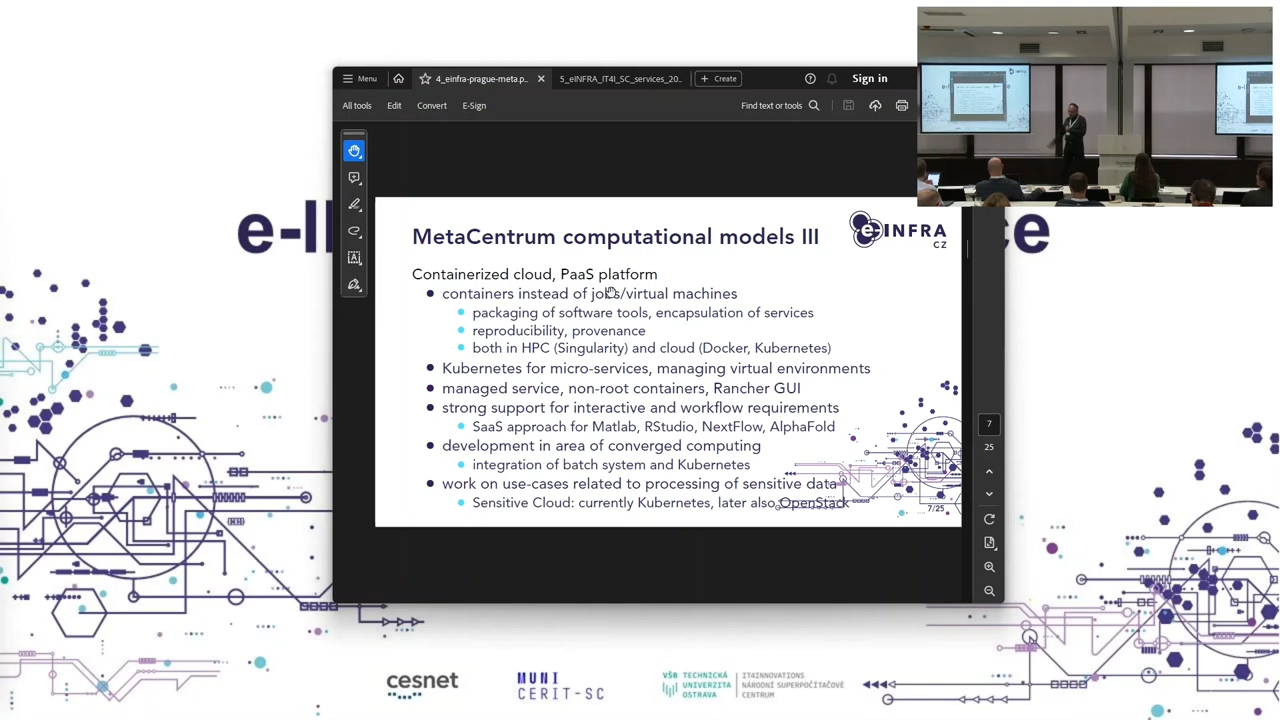 Menu
4_einfra-prague-meta.p...
5_eINFRA_IT4I_SC_services_20...
Create
Sign in
All tools
Edit
Convert
E-Sign
Find text or tools
e-I
ce
MetaCentrum computational models III
e-INFRA
CZ
Containerized cloud, PaaS platform
containers instead of jobs/virtual machines
packaging of software tools, encapsulation of services
reproducibility, provenance
both in HPC (Singularity) and cloud (Docker, Kubernetes)
Kubernetes for micro-services, managing virtual environments
managed service, non-root containers, Rancher GUI
strong support for interactive and workflow requirements
SaaS approach for Matlab, RStudio, NextFlow, AlphaFold
development in area of converged computing
integration of batch system and Kubernetes
work on use-cases related to processing of sensitive data
Sensitive Cloud: currently Kubernetes, later also OpenStack
7/25
7
25
cesnet
MUNI
CERIT-SC
VŠB TECHNICKÁ
UNIVERZITA
OSTRAVA
IT4INNOVATIONS
NÁRODNÍ SUPERPOČÍTAČOVÉ
CENTRUM